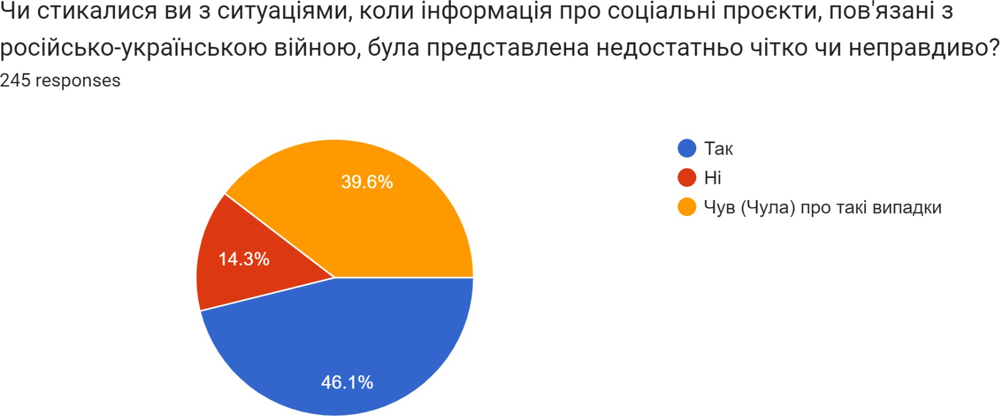 Чи стикалися ви з ситуаціями, коли інформація про соціальні проєкти, пов'язані з
російсько-українською війною, була представлена недостатньо чітко чи неправдиво?
245 responses
Так
Ні
Чув (Чула) про такі випадки
39.6%
14.3%
46.1%